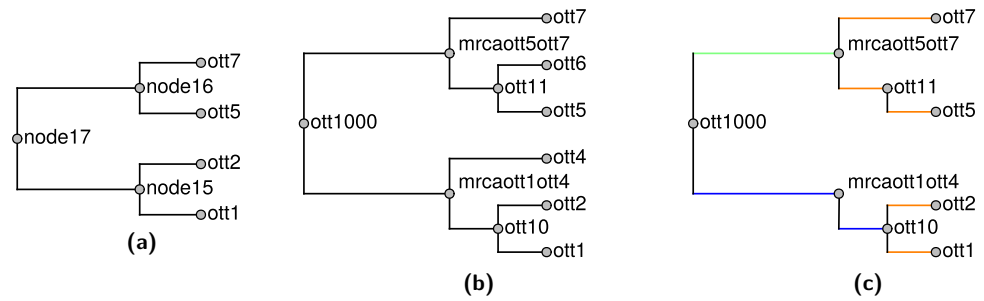 ott7
node16
ott5
node17
ott2
node15
ott1
(a)
ott7
mrcaott5ott7
ott6
ott11
ott5
ott1000
ott4
mrcaott1ott4
ott2
ott10
ott1
(b)
ott7
mrcaott5ott7
ott11
ott5
ott1000
mrcaott1ott4
ott2
ott10
ott1
(c)